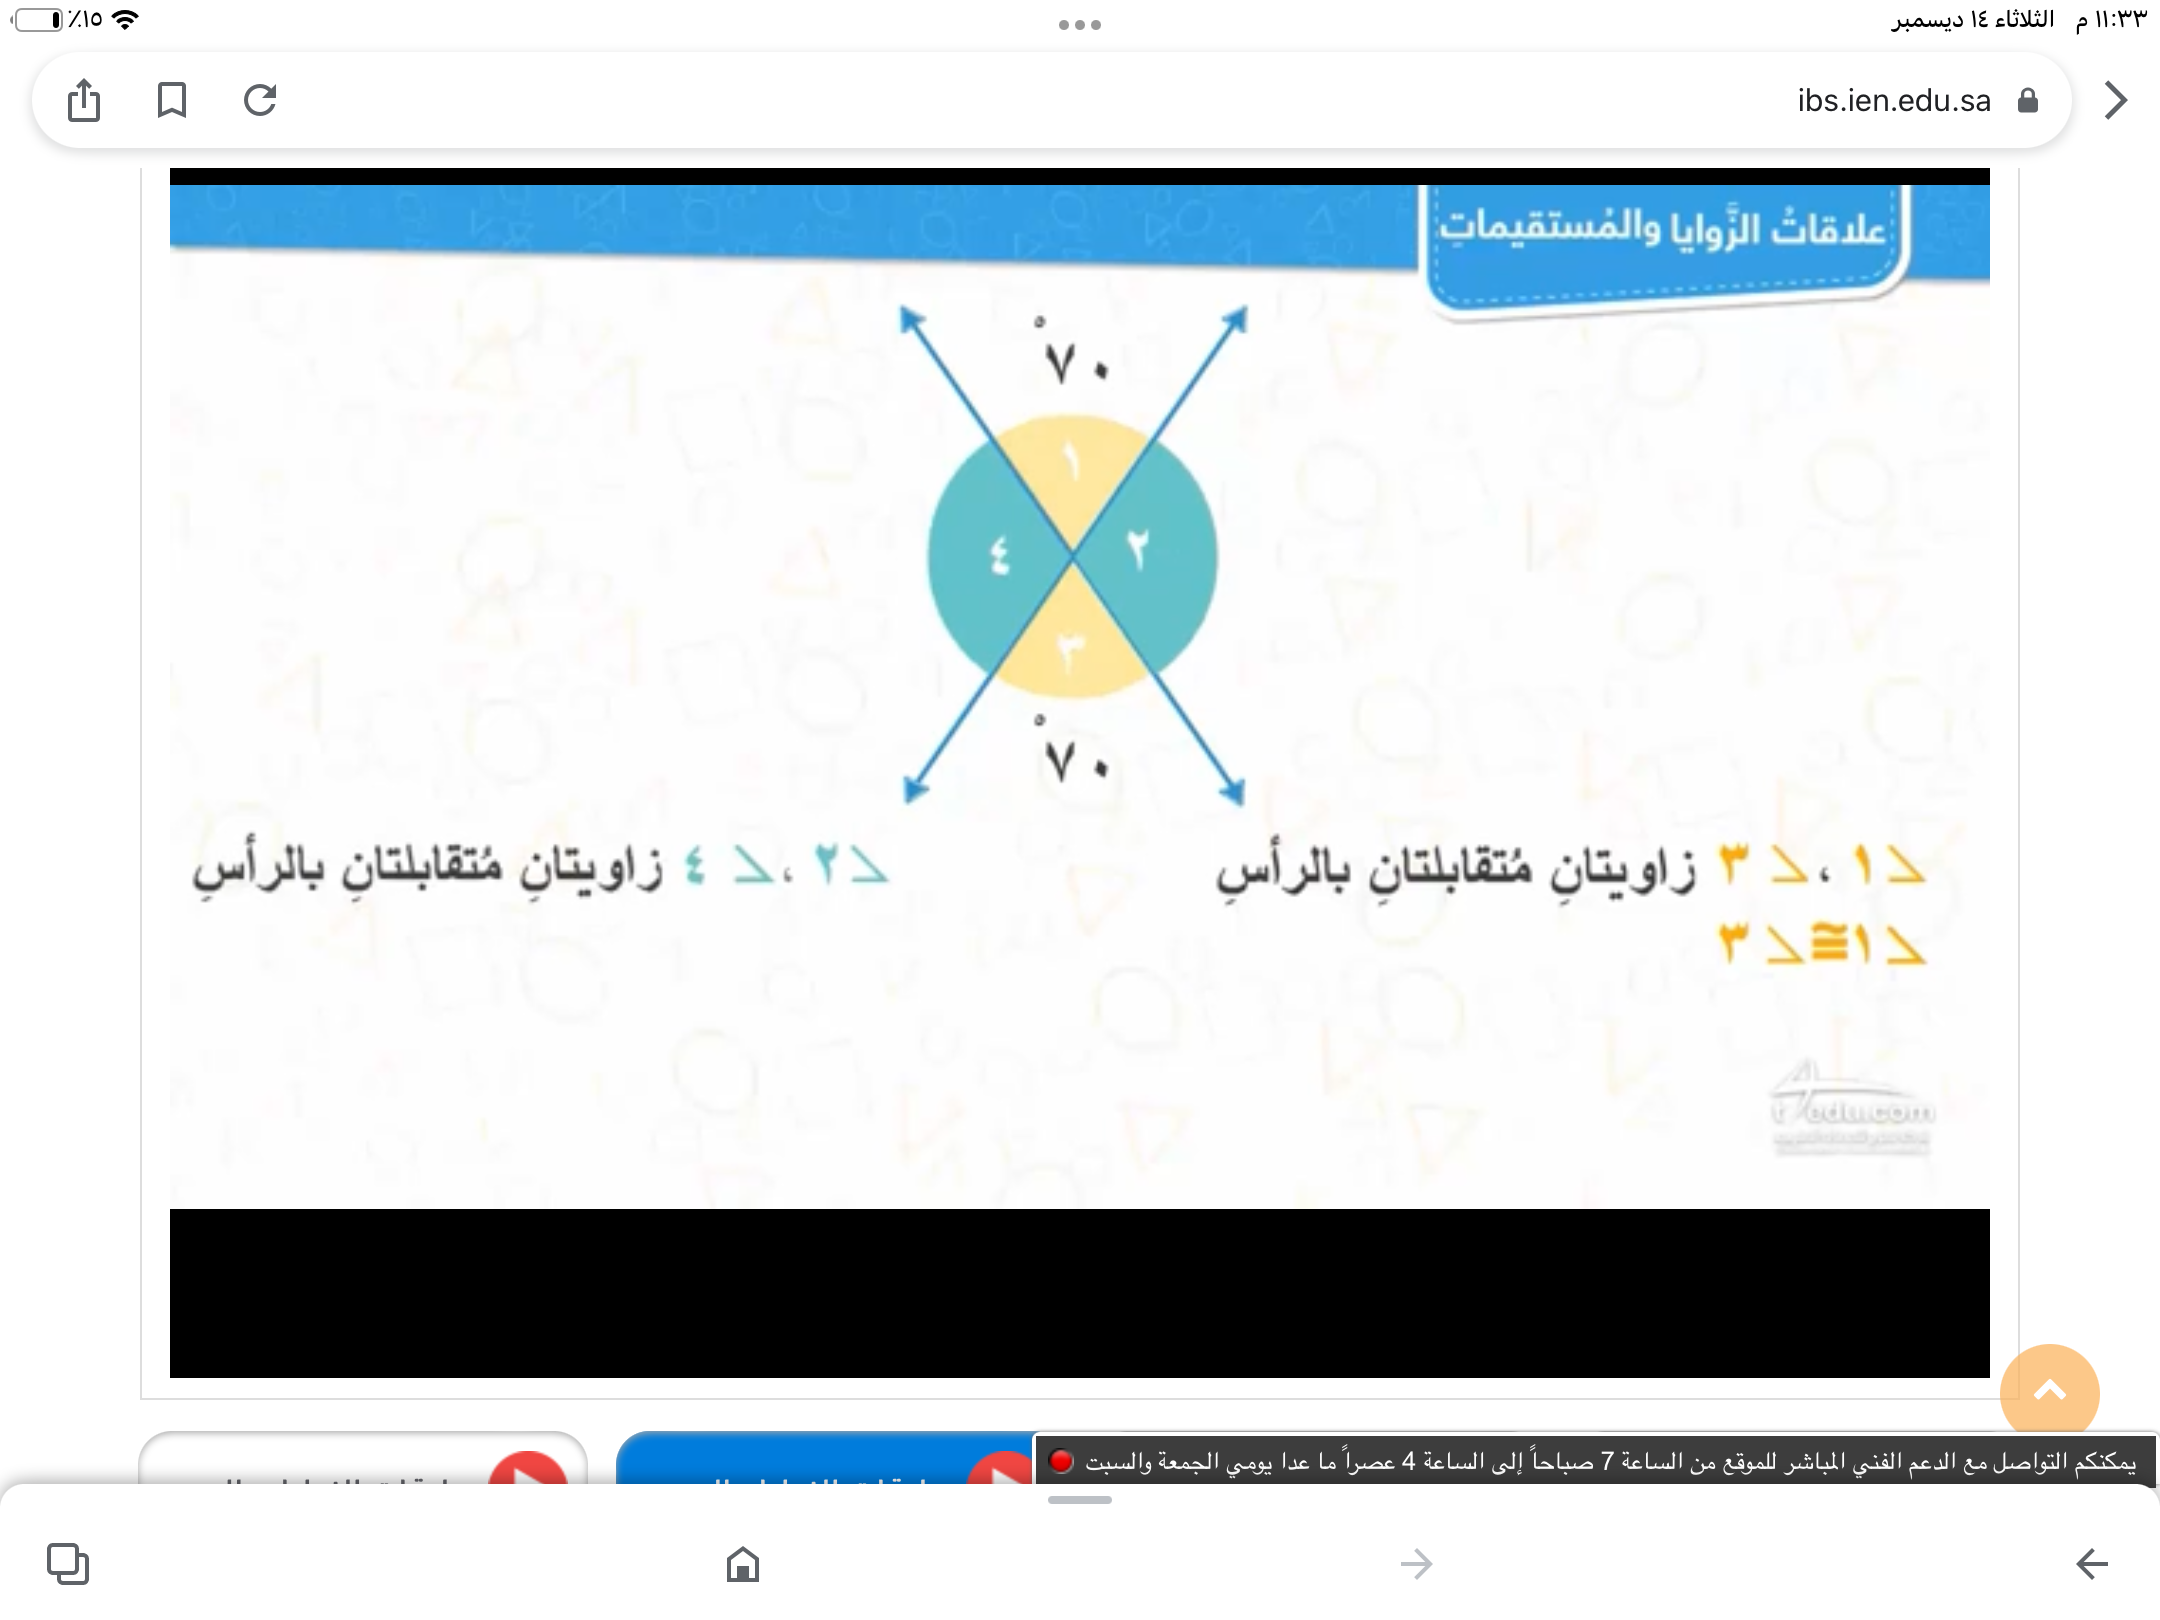 ١١:٣٣ م الثلاثاء ١٤ ديسمبر
٪١٥
ibs.ien.edu.sa
علاقاتُ الزَّوايا والمُستقيماتِ
٧٠°
١
٢
٤
٣
٧٠°
∠١ ، ∠٣ زاويتانِ مُتقابلتانِ بالرأسِ
∠٢ ، ∠٤ زاويتانِ مُتقابلتانِ بالرأسِ
∠١ ≅ ∠٣
t4edu.com
يمكنكم التواصل مع الدعم الفني المباشر للموقع من الساعة 7 صباحاً إلى الساعة 4 عصراً ما عدا يومي الجمعة والسبت